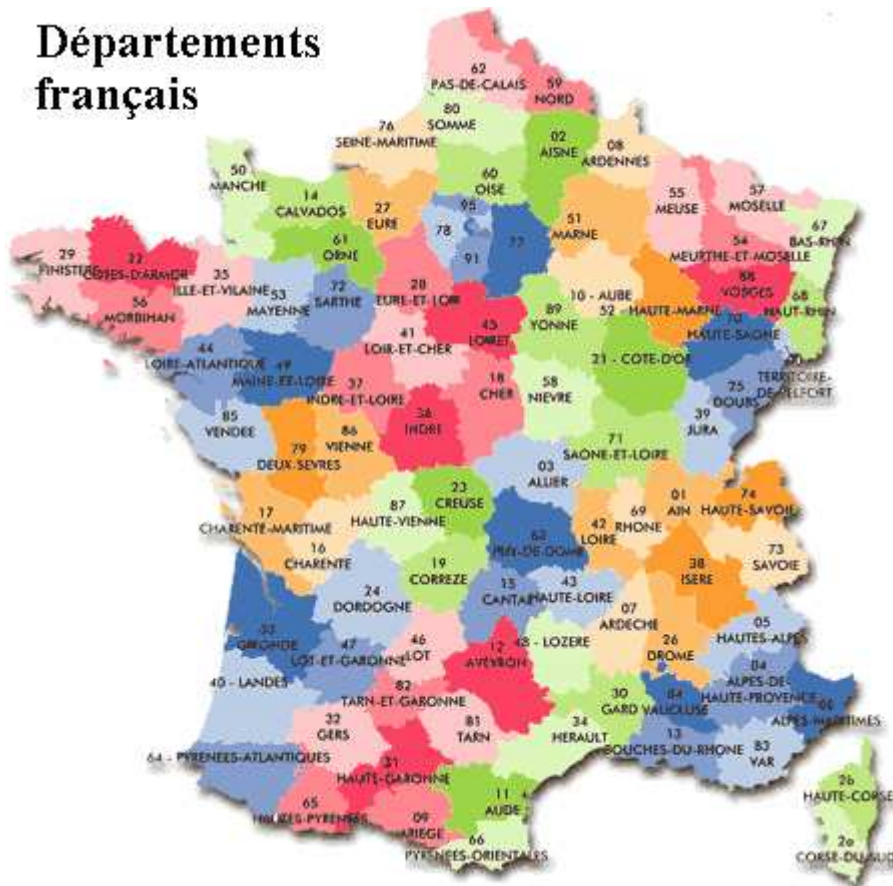 Départements
français
62
PAS-DE-CALAIS
59
NORD
80
SOMME
76
SEINE-MARITIME
02
AISNE
08
ARDENNES
60
OISE
50
MANCHE
14
CALVADOS
27
EURE
95
78
91
77
51
MARNE
55
MEUSE
57
MOSELLE
67
BAS-RHIN
54
MEURTHE-ET-MOSELLE
61
ORNE
29
FINISTERE
22
COTES-D'ARMOR
35
ILLE-ET-VILAINE
56
MORBIHAN
53
MAYENNE
72
SARTHE
28
EURE-ET-LOIR
10 - AUBE
52 - HAUTE-MARNE
88
VOSGES
68
HAUT-RHIN
45
LOIRET
89
YONNE
41
LOIR-ET-CHER
70
HAUTE-SAONE
TERRITOIRE-
DE-BELFORT
44
LOIRE-ATLANTIQUE
49
MAINE-ET-LOIRE
37
INDRE-ET-LOIRE
21 - COTE-D'OR
18
CHER
58
NIEVRE
25
DOUBS
39
JURA
85
VENDEE
79
DEUX-SEVRES
86
VIENNE
36
INDRE
71
SAONE-ET-LOIRE
03
ALLIER
23
CREUSE
87
HAUTE-VIENNE
17
CHARENTE-MARITIME
16
CHARENTE
63
PUY-DE-DOME
42
LOIRE
69
RHONE
01
AIN
74
HAUTE-SAVOIE
73
SAVOIE
38
ISERE
19
CORREZE
24
DORDOGNE
15
CANTAL
43
HAUTE-LOIRE
07
ARDECHE
26
DROME
05
HAUTES-ALPES
33
GIRONDE
47
LOT-ET-GARONNE
46
LOT
12
AVEYRON
48 - LOZERE
40 - LANDES
82
TARN-ET-GARONNE
81
TARN
30
GARD
84
VAUCLUSE
04
ALPES-DE-
HAUTE-PROVENCE
06
ALPES-MARITIMES
13
BOUCHES-DU-RHONE
83
VAR
34
HERAULT
32
GERS
31
HAUTE-GARONNE
64 - PYRENEES-ATLANTIQUES
65
HAUTES-PYRENEES
09
ARIEGE
11
AUDE
66
PYRENEES-ORIENTALES
2b
HAUTE-CORSE
2a
CORSE-DU-SUD